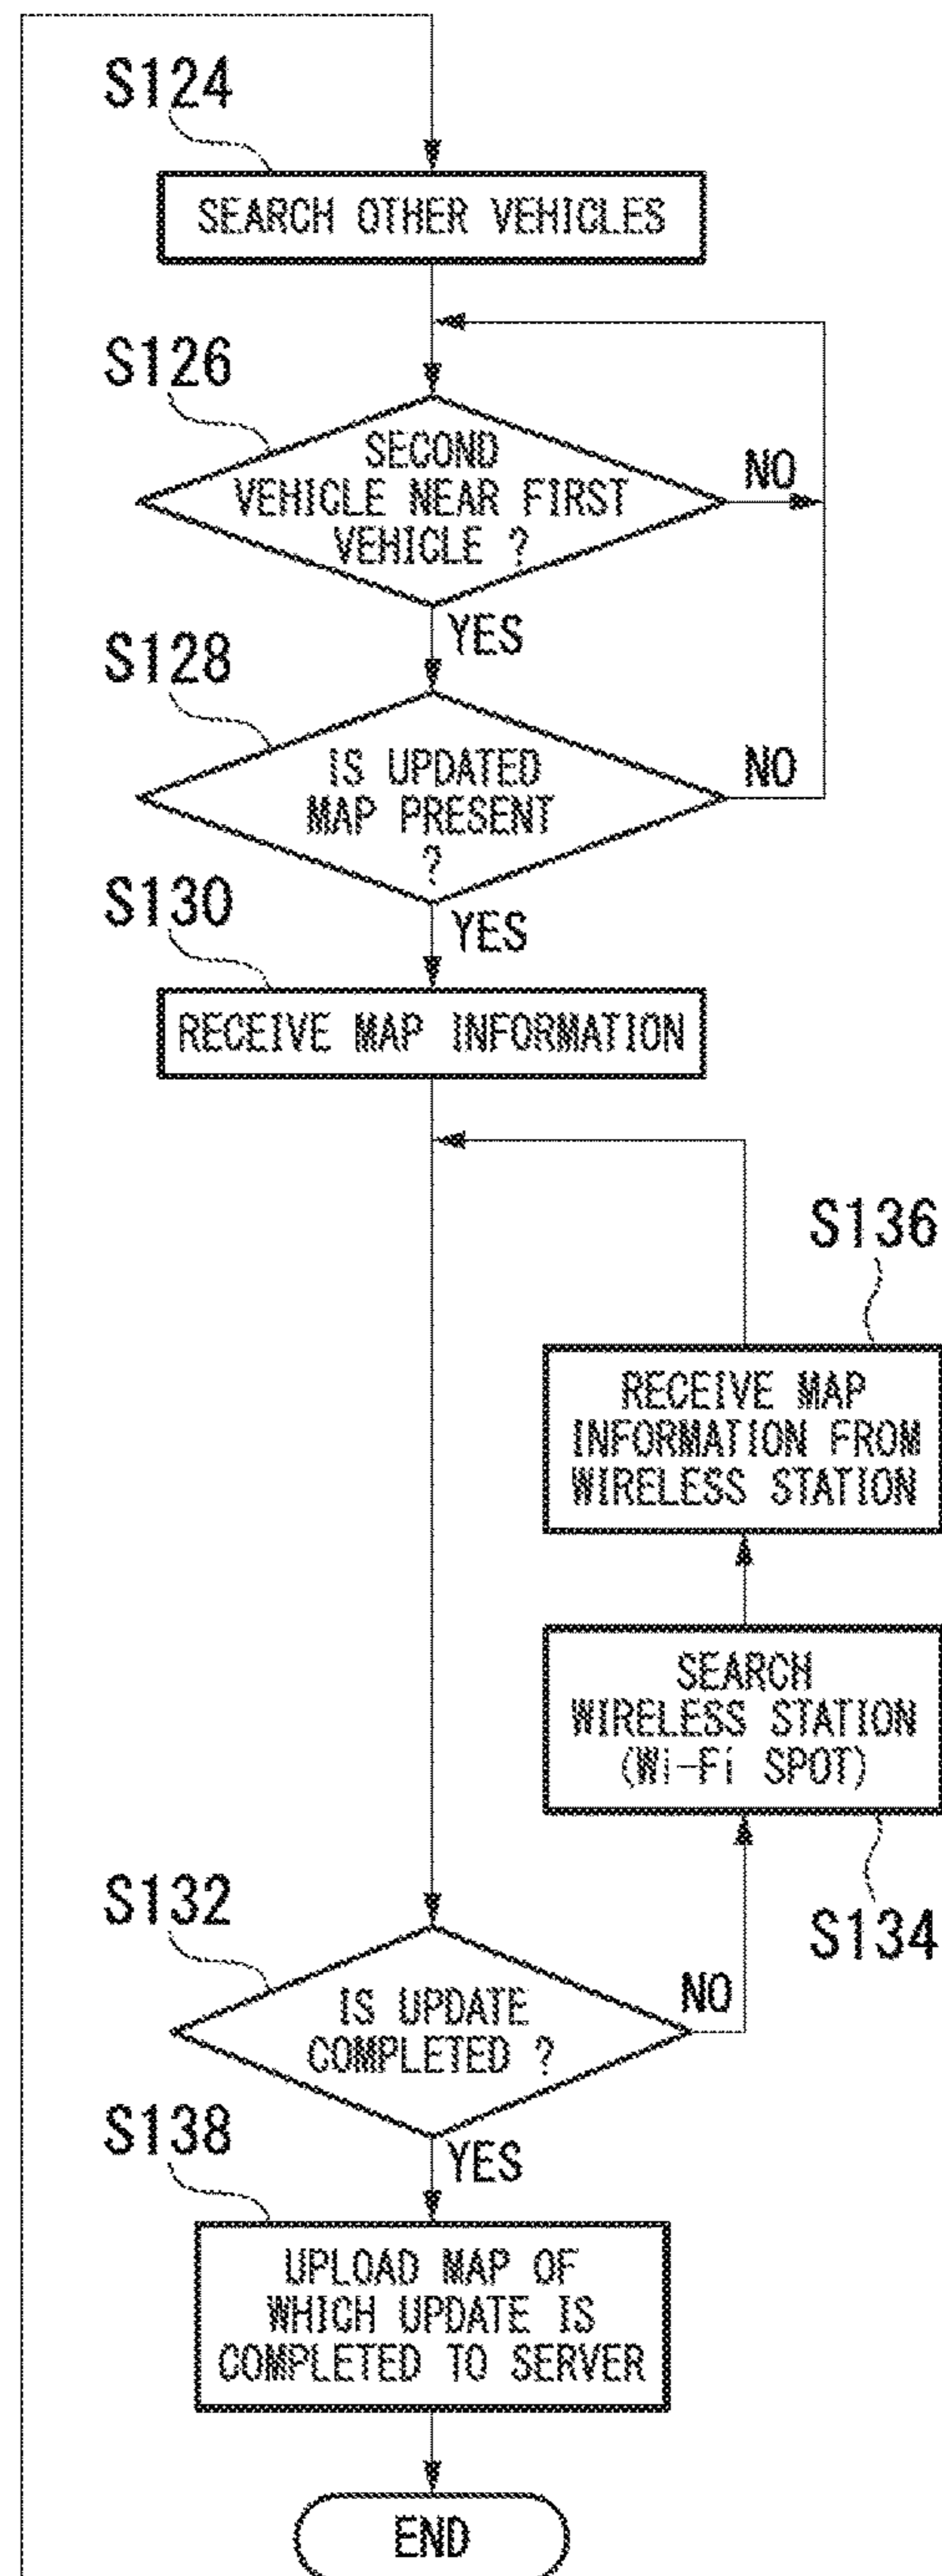 S124
SEARCH OTHER VEHICLES
S126
SECOND
VEHICLE NEAR FIRST
VEHICLE ?
NO
YES
S128
IS UPDATED
MAP PRESENT
?
NO
YES
S130
RECEIVE MAP INFORMATION
S136
RECEIVE MAP
INFORMATION FROM
WIRELESS STATION
SEARCH
WIRELESS STATION
(Wi-Fi SPOT)
S134
S132
IS UPDATE
COMPLETED ?
NO
YES
S138
UPLOAD MAP OF
WHICH UPDATE IS
COMPLETED TO SERVER
END